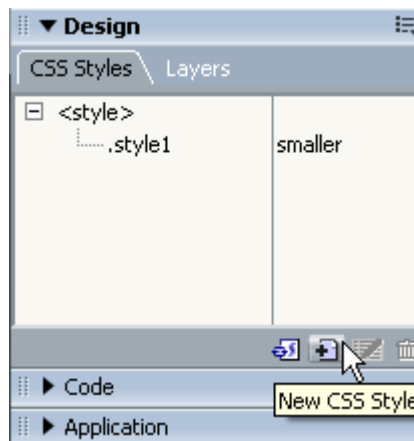 Design
CSS Styles Layers
<style>
.style1 smaller
New CSS Style
Code
Application